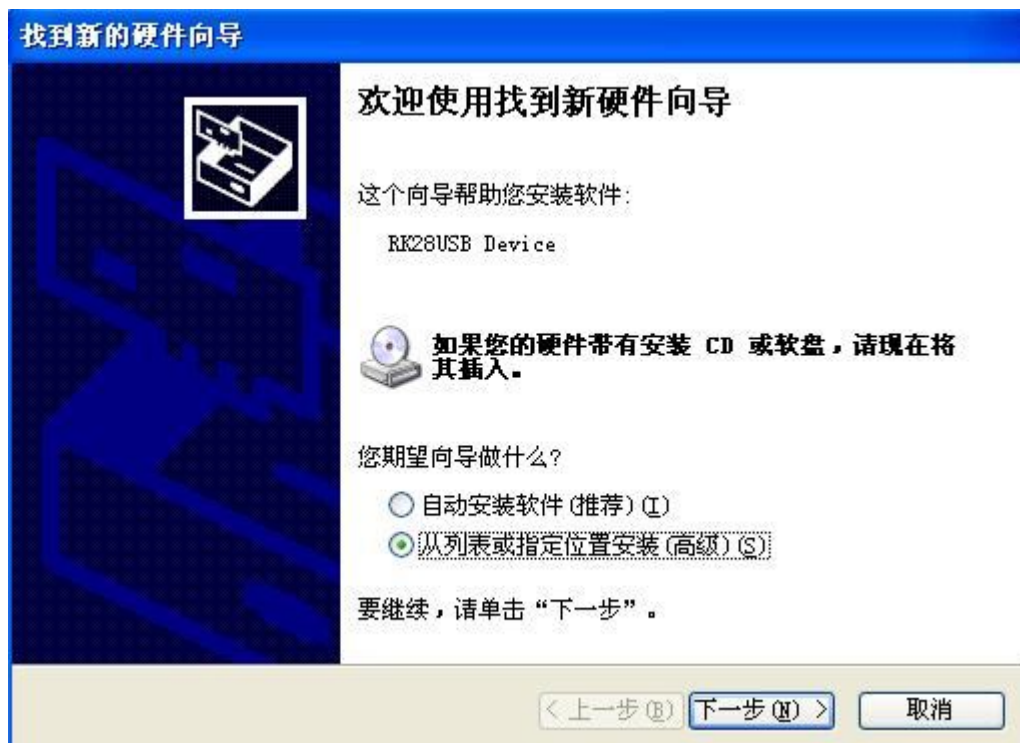 找到新的硬件向导
欢迎使用找到新硬件向导
这个向导帮助您安装软件:
RK28USB Device
如果您的硬件带有安装 CD 或软盘，请现在将
其插入。
您期望向导做什么?
自动安装软件(推荐)(I)
从列表或指定位置安装(高级)(S)
要继续，请单击“下一步”。
< 上一步(B) 下一步(N) > 取消